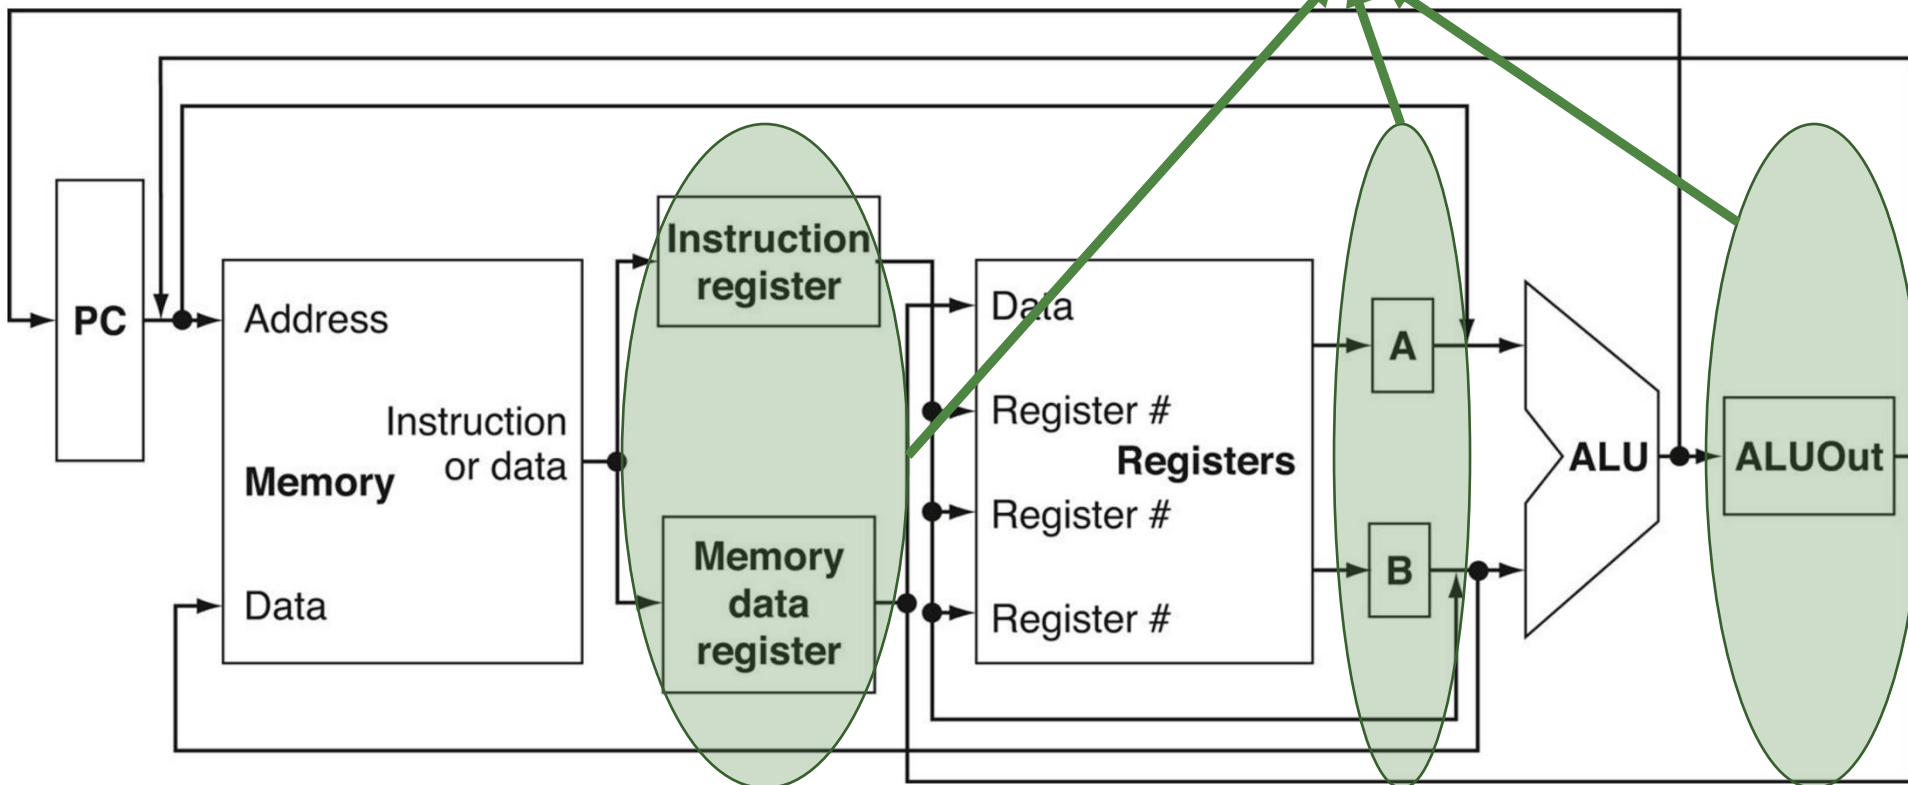 PC
Address
Instruction
or data
Memory
Data
Instruction
register
Memory
data
register
Data
Register #
Registers
Register #
Register #
A
B
ALU
ALUOut